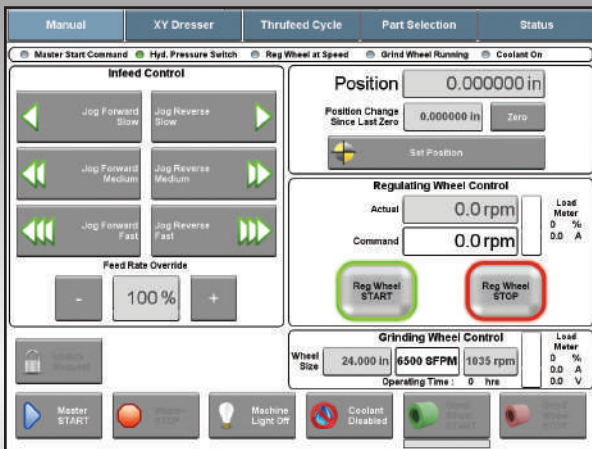 Manual XY Dresser Thrufeed Cycle Part Selection Status
Master Start Command Hyd. Pressure Switch Reg Wheel at Speed Grind Wheel Running Coolant On
Infeed Control
Jog Forward
Slow
Jog Reverse
Slow
Jog Forward
Medium
Jog Reverse
Medium
Jog Forward
Fast
Jog Reverse
Fast
Feed Rate Override
- 100 % +
Position 0.000000 in
Position Change
Since Last Zero
0.000000 in Zero
Set Position
Regulating Wheel Control
Actual 0.0 rpm
Command 0.0 rpm
Load
Meter
0 %
0.0 A
Reg Wheel
START
Reg Wheel
STOP
Grinding Wheel Control
Wheel
Size
24.000 in 6500 SFPM 1035 rpm
Operating Time : 0 hrs
Load
Meter
0 %
0.0 A
0.0 V
Master
START
STOP
Machine
Light Off
Coolant
Disabled
Wheel
START
Wheel
STOP